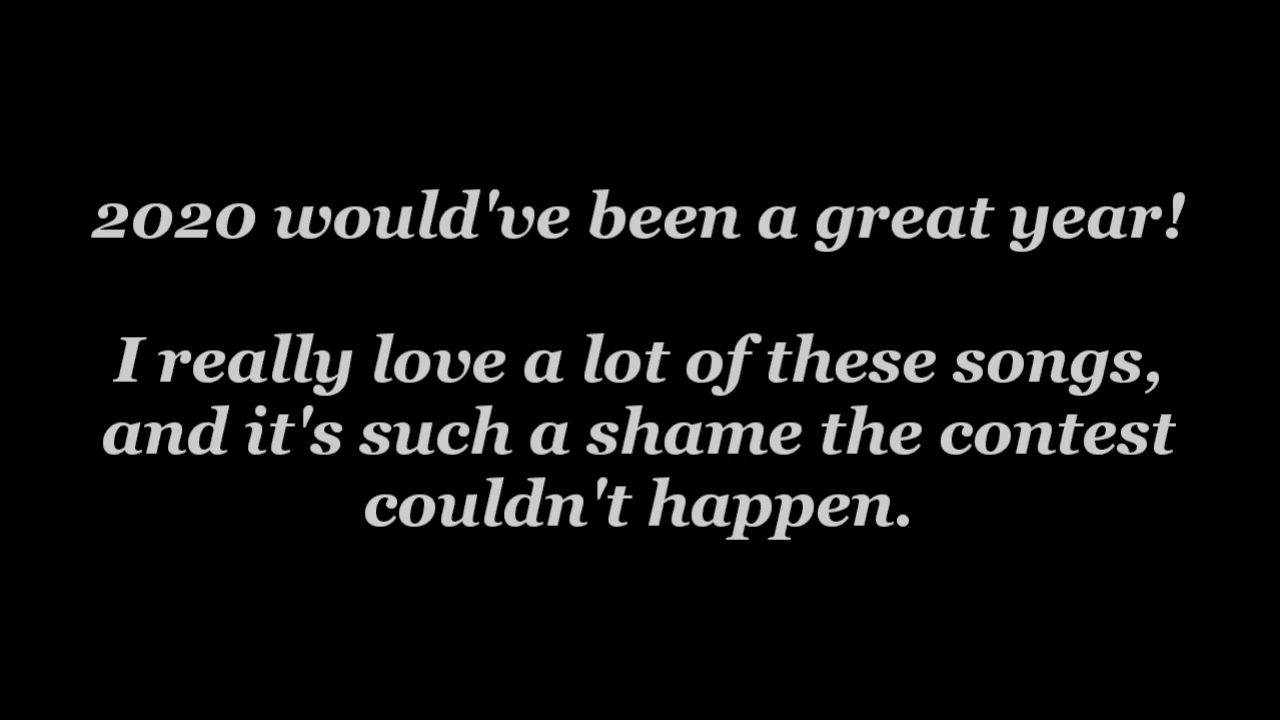 2020 would've been a great year!
I really love a lot of these songs,
and it's such a shame the contest
couldn't happen.